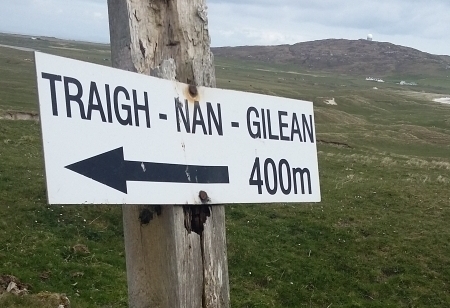 TRAIGH - NAN - GILEAN
400m